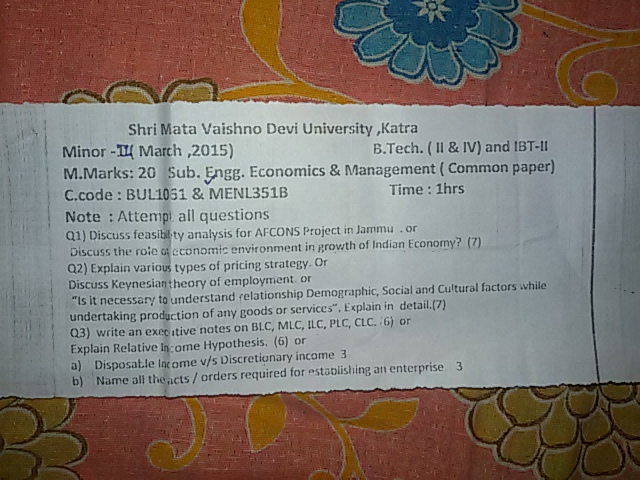 Shri Mata Vaishno Devi University ,Katra
Minor -II( March ,2015) B.Tech. ( II & IV) and IBT-II
M.Marks: 20 Sub. Engg. Economics & Management ( Common paper)
C.code : BUL1051 & MENL351B Time : 1hrs
Note : Attempt all questions
Q1) Discuss feasibility analysis for AFCONS Project in Jammu . or
Discuss the role of economic environment in growth of Indian Economy? (7)
Q2) Explain various types of pricing strategy. Or
Discuss Keynesian theory of employment. or
"Is it necessary to understand relationship Demographic, Social and Cultural factors while
undertaking production of any goods or services". Explain in detail.(7)
Q3) write an executive notes on BLC, MLC, ILC, PLC, CLC. (6) or
Explain Relative Income Hypothesis. (6) or
a) Disposable Income v/s Discretionary income 3
b) Name all the acts / orders required for establishing an enterprise 3